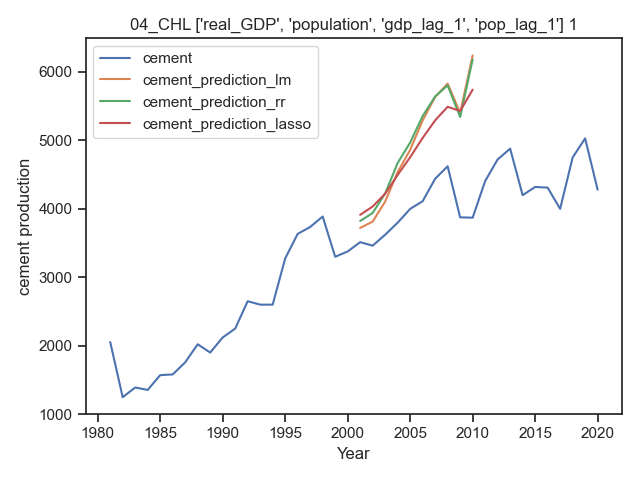 04_CHL ['real_GDP', 'population', 'gdp_lag_1', 'pop_lag_1'] 1
cement
cement_prediction_lm
cement_prediction_rr
cement_prediction_lasso
cement production
6000
5000
4000
3000
2000
1000
1980 1985 1990 1995 2000 2005 2010 2015 2020
Year